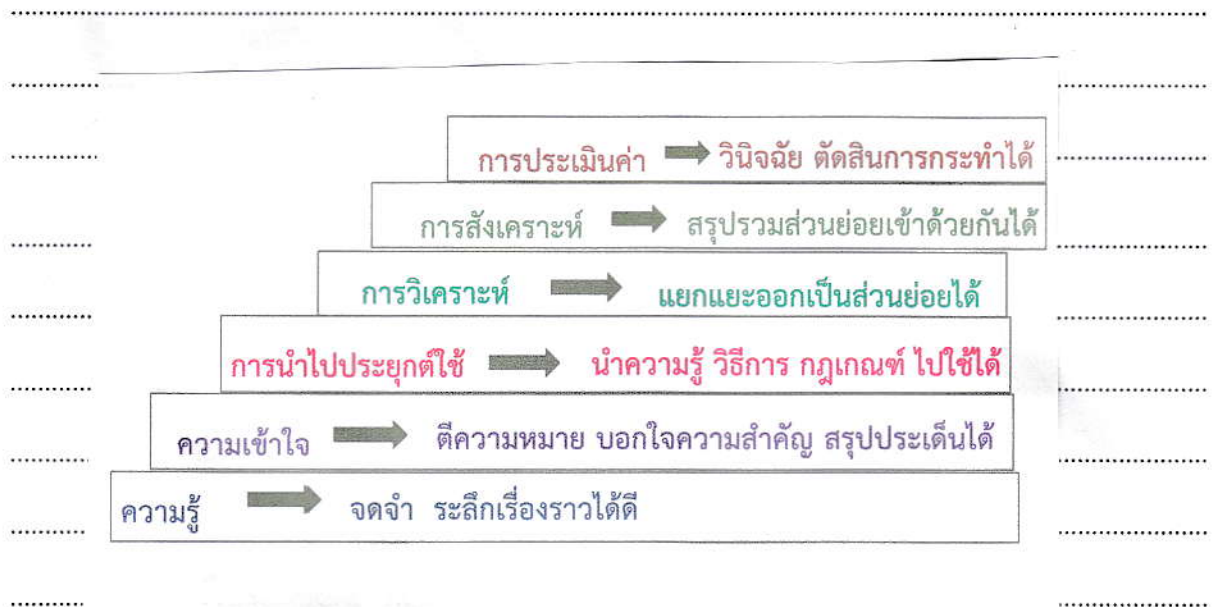 การประเมินค่า วินิจฉัย ตัดสินการกระทำได้
การสังเคราะห์ สรุปรวมส่วนย่อยเข้าด้วยกันได้
การวิเคราะห์ แยกแยะออกเป็นส่วนย่อยได้
การนำไปประยุกต์ใช้ นำความรู้ วิธีการ กฎเกณฑ์ ไปใช้ได้
ความเข้าใจ ตีความหมาย บอกใจความสำคัญ สรุปประเด็นได้
ความรู้ จดจำ ระลึกเรื่องราวได้ดี